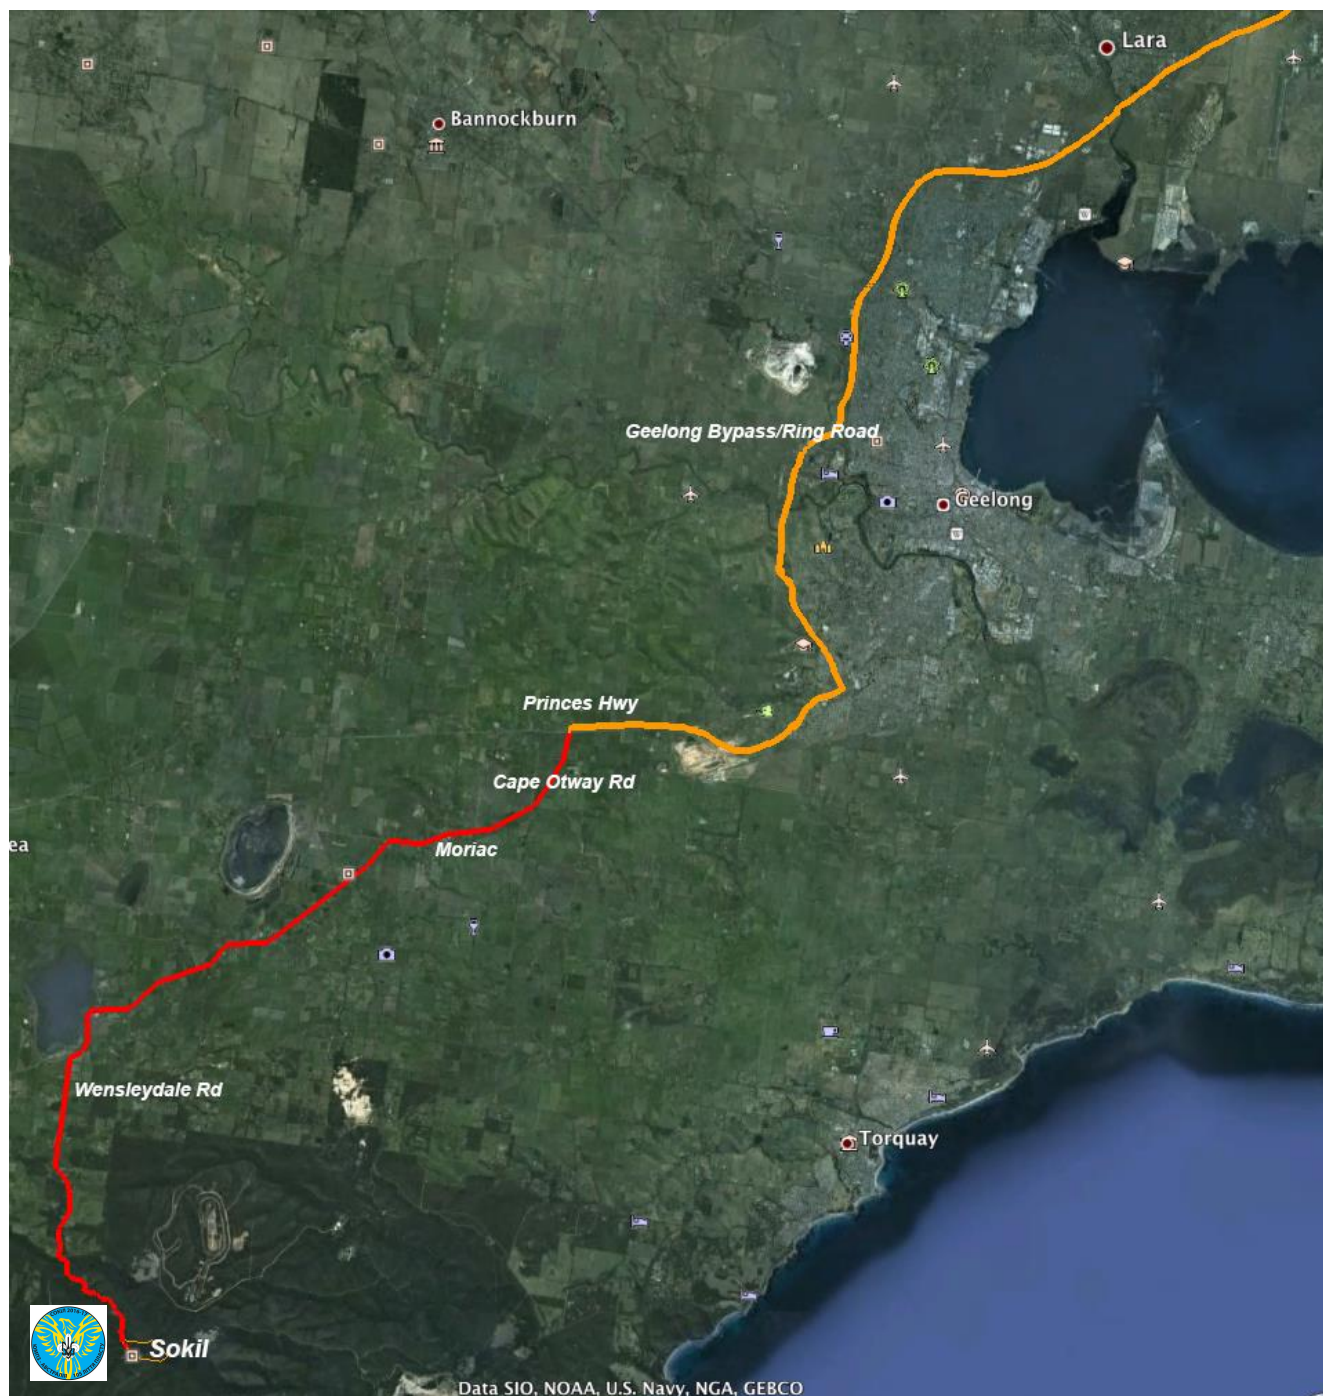 Lara
Bannockburn
Geelong Bypass/Ring Road
Geelong
Princes Hwy
Cape Otway Rd
ea
Moriac
Wensleydale Rd
Torquay
Sokil
Data SIO, NOAA, U.S. Navy, NGA, GEBCO